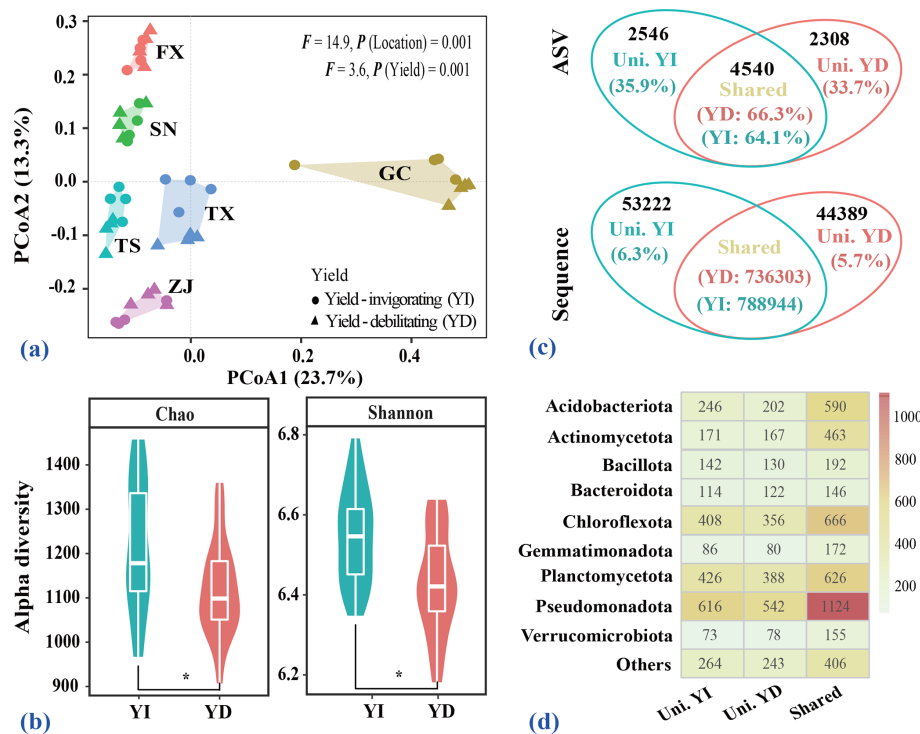 0.3
0.2
0.1
0.0
-0.1
-0.2
PCoA2 (13.3%)
F = 14.9, P (Location) = 0.001
F = 3.6, P (Yield) = 0.001
FX
SN
GC
TX
TS
ZJ
Yield
Yield - invigorating (YI)
Yield - debilitating (YD)
0.0
0.2
0.4
PCoA1 (23.7%)
(a)
ASV
2546
Uni. YI
(35.9%)
4540
Shared
(YD: 66.3%)
(YI: 64.1%)
2308
Uni. YD
(33.7%)
Sequence
53222
Uni. YI
(6.3%)
Shared
(YD: 736303)
(YI: 788944)
44389
Uni. YD
(5.7%)
(c)
Chao
Shannon
Alpha diversity
1400
1300
1200
1100
1000
900
6.8
6.6
6.4
6.2
*
*
YI
YD
YI
YD
(b)
Acidobacteriota 246 202 590
Actinomycetota 171 167 463
Bacillota 142 130 192
Bacteroidota 114 122 146
Chloroflexota 408 356 666
Gemmatimonadota 86 80 172
Planctomycetota 426 388 626
Pseudomonadota 616 542 1124
Verrucomicrobiota 73 78 155
Others 264 243 406
Uni. YI
Uni. YD
Shared
1000
800
600
400
200
(d)